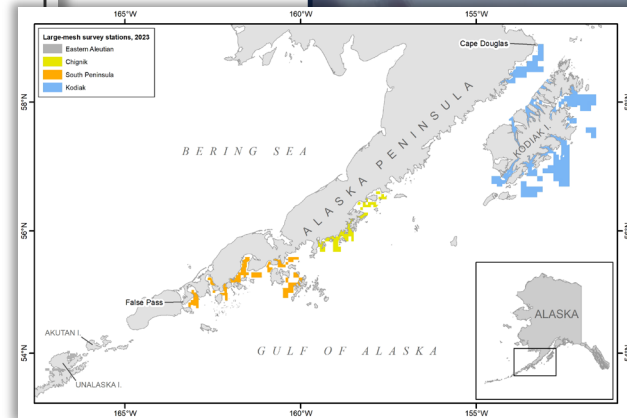 165°W
160°W
155°W
Large-mesh survey stations, 2023
Eastern Aleutian
Chignik
South Peninsula
Kodiak
Cape Douglas
58°N
BERING SEA
ALASKA PENINSULA
KODIAK I.
56°N
False Pass
ALASKA
AKUTAN I.
GULF OF ALASKA
54°N
UNALASKA I.
165°W
160°W
155°W